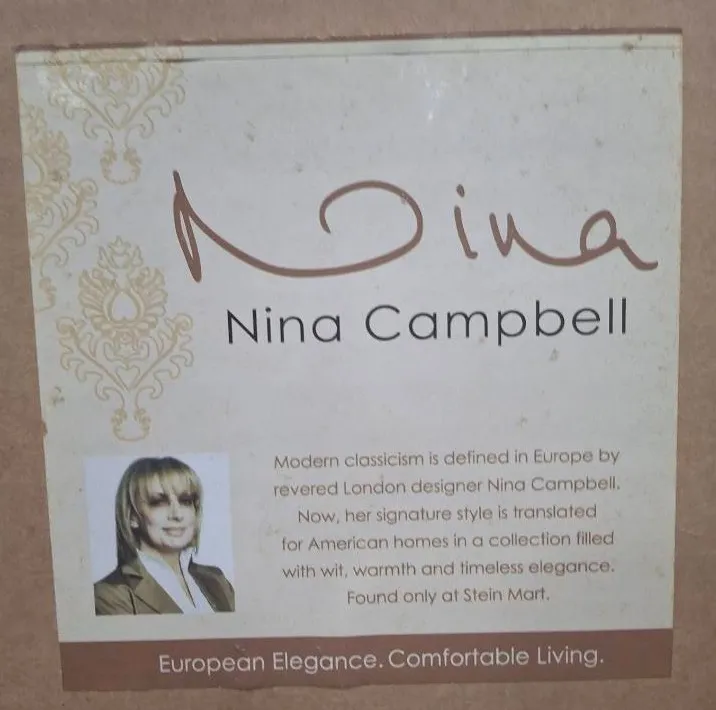 Nina
Nina Campbell
Modern classicism is defined in Europe by
revered London designer Nina Campbell.
Now, her signature style is translated
for American homes in a collection filled
with wit, warmth and timeless elegance.
Found only at Stein Mart.
European Elegance. Comfortable Living.